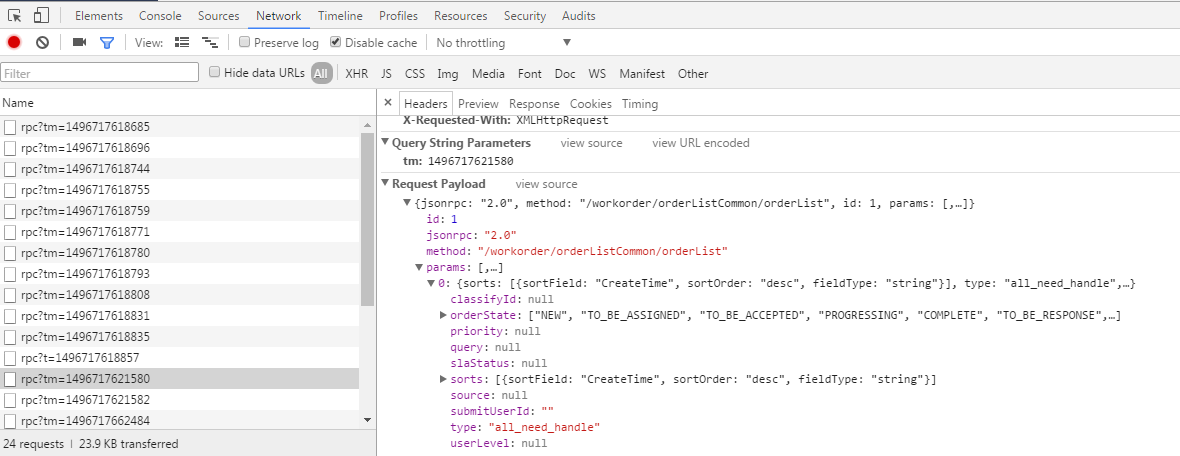 Elements Console Sources Network Timeline Profiles Resources Security Audits
View: Preserve log Disable cache No throttling
Filter Hide data URLs All XHR JS CSS Img Media Font Doc WS Manifest Other
Name
rpc?tm=1496717618685
rpc?tm=1496717618696
rpc?tm=1496717618744
rpc?tm=1496717618755
rpc?tm=1496717618759
rpc?tm=1496717618771
rpc?tm=1496717618780
rpc?tm=1496717618793
rpc?tm=1496717618808
rpc?tm=1496717618831
rpc?tm=1496717618835
rpc?t=1496717618857
rpc?tm=1496717621580
rpc?tm=1496717621582
rpc?tm=1496717662484
24 requests | 23.9 KB transferred
× Headers Preview Response Cookies Timing
X-Requested-With: XMLHttpRequest
Query String Parameters view source view URL encoded
tm: 1496717621580
Request Payload view source
{jsonrpc: "2.0", method: "/workorder/orderListCommon/orderList", id: 1, params: [,…]}
id: 1
jsonrpc: "2.0"
method: "/workorder/orderListCommon/orderList"
params: [,…]
0: {sorts: [{sortField: "CreateTime", sortOrder: "desc", fieldType: "string"}], type: "all_need_handle",…}
classifyId: null
orderState: ["NEW", "TO_BE_ASSIGNED", "TO_BE_ACCEPTED", "PROGRESSING", "COMPLETE", "TO_BE_RESPONSE",…]
priority: null
query: null
slaStatus: null
sorts: [{sortField: "CreateTime", sortOrder: "desc", fieldType: "string"}]
source: null
submitUserId: ""
type: "all_need_handle"
userLevel: null